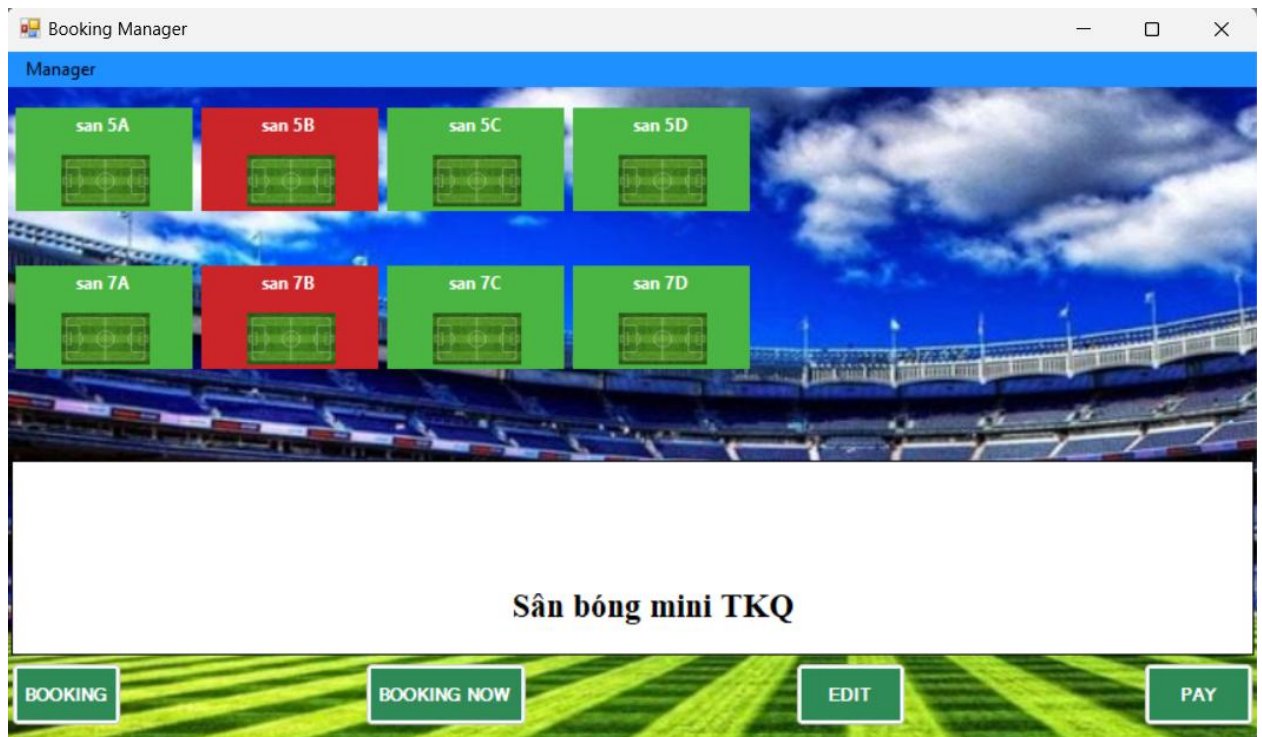 Booking Manager
Manager
san 5A san 5B san 5C san 5D
san 7A san 7B san 7C san 7D
Sân bóng mini TKQ
BOOKING BOOKING NOW EDIT PAY